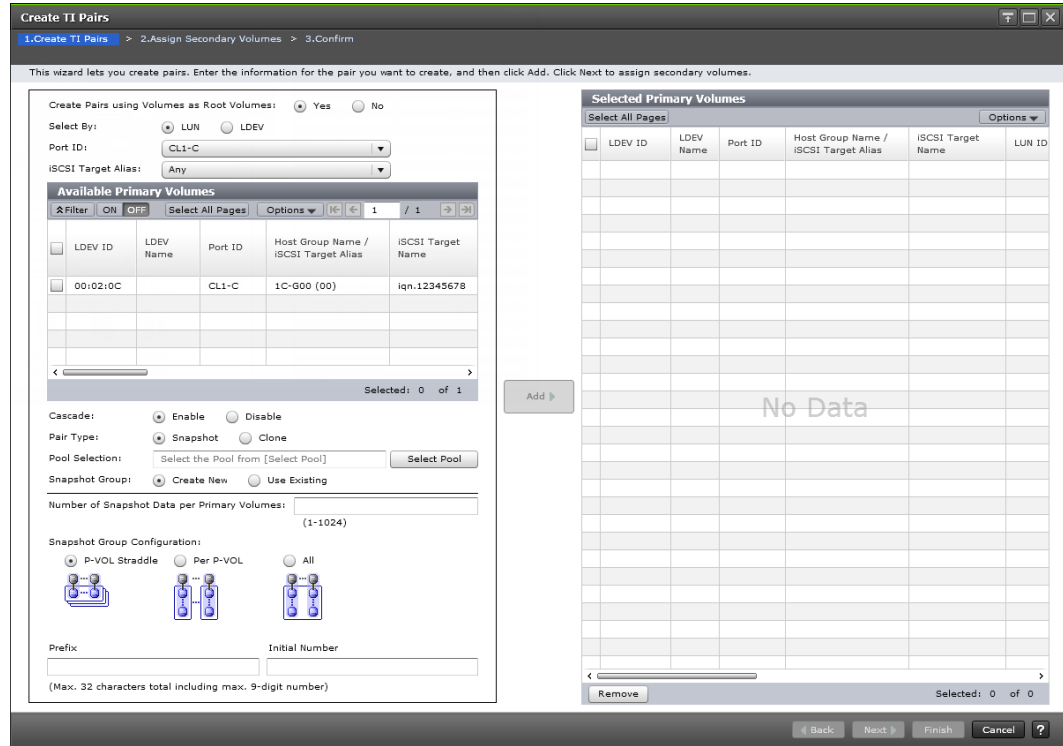 Create TI Pairs
1.Create TI Pairs > 2.Assign Secondary Volumes > 3.Confirm
This wizard lets you create pairs. Enter the information for the pair you want to create, and then click Add. Click Next to assign secondary volumes.
Create Pairs using Volumes as Root Volumes: Yes No
Select By: LUN LDEV
Port ID: CL1-C
iSCSI Target Alias: Any
Available Primary Volumes
Filter ON OFF Select All Pages Options 1 / 1
LDEV ID LDEV Name Port ID Host Group Name / iSCSI Target Alias iSCSI Target Name
00:02:0C CL1-C 1C-G00 (00) iqn.12345678
Selected: 0 of 1
Cascade: Enable Disable
Pair Type: Snapshot Clone
Pool Selection: Select the Pool from [Select Pool] Select Pool
Snapshot Group: Create New Use Existing
Number of Snapshot Data per Primary Volumes:
(1-1024)
Snapshot Group Configuration:
P-VOL Straddle Per P-VOL All
Prefix Initial Number
(Max. 32 characters total including max. 9-digit number)
Add
Selected Primary Volumes
Select All Pages Options
LDEV ID LDEV Name Port ID Host Group Name / iSCSI Target Alias iSCSI Target Name LUN ID
No Data
Remove Selected: 0 of 0
Back Next Finish Cancel ?